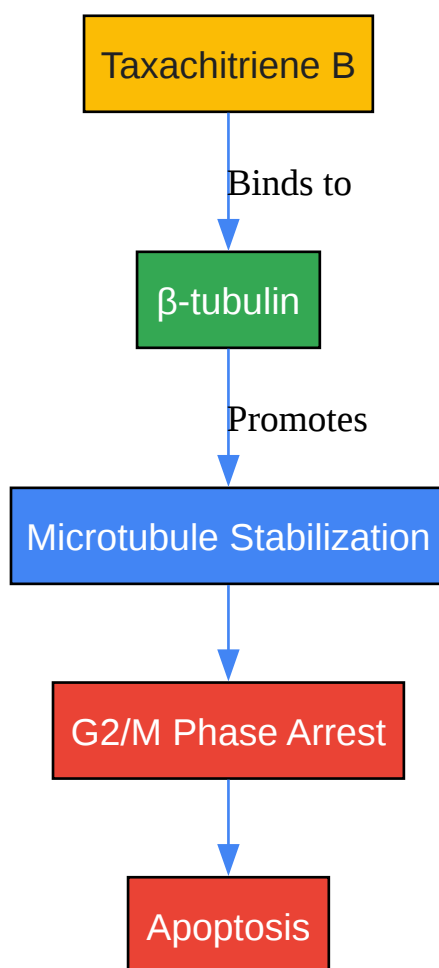 Taxachitriene B
Binds to
β-tubulin
Promotes
Microtubule Stabilization
G2/M Phase Arrest
Apoptosis